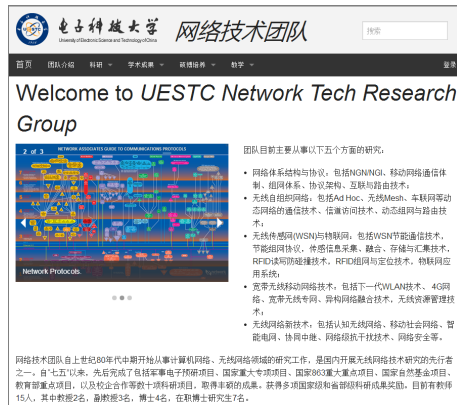 电子科技大学 网络技术团队
University of Electronic Science and Technology of China
搜索
首页 团队介绍 科研 学术成果 硕博培养 教学 登录
Welcome to UESTC Network Tech Research
Group
2 of 3 NETWORK ASSOCIATES GUIDE TO COMMUNICATIONS PROTOCOLS
Network Protocols.
团队目前主要从事以下五个方面的研究：
网络体系结构与协议：包括NGN/NGI、移动网络通信体
制、组网体系、协议架构、互联与路由技术；
无线自组织网络：包括Ad Hoc、无线Mesh、车联网等动
态网络的通信技术、信道访问技术、动态组网与路由技
术；
无线传感网(WSN)与物联网，包括WSN节能通信技术，
节能组网协议，传感信息采集、融合、存储与汇集技术，
RFID读写防碰撞技术，RFID组网与定位技术，物联网应
用系统；
宽带无线移动网络技术，包括下一代WLAN技术、 4G网
络、宽带无线专网、异构网络融合技术，无线资源管理技
术；
无线网络新技术，包括认知无线网络、移动社会网络、智
能电网、协同中继、网络级抗干扰技术、网络安全等。
网络技术团队自上世纪80年代中期开始从事计算机网络、无线网络领域的研究工作，是国内开展无线网络技术研究的先行者
之一。自“七五”以来，先后完成了包括军事电子预研项目、国家重大专项项目、国家863重大重点项目、国家自然基金项目、
教育部重点项目，以及校企合作等数十项科研项目，取得丰硕的成果。获得多项国家级和省部级科研成果奖励。目前有教师
15人，其中教授2名，副教授3名，博士4名，在职博士研究生7名。